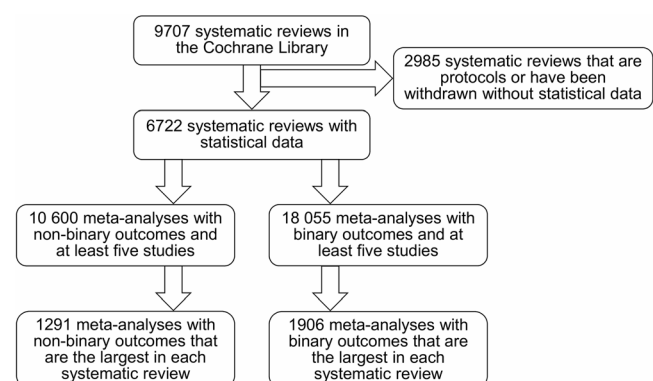 9707 systematic reviews in
the Cochrane Library
2985 systematic reviews that are
protocols or have been
withdrawn without statistical data
6722 systematic reviews with
statistical data
10 600 meta-analyses with
non-binary outcomes and
at least five studies
18 055 meta-analyses with
binary outcomes and at
least five studies
1291 meta-analyses with
non-binary outcomes that
are the largest in each
systematic review
1906 meta-analyses with
binary outcomes that are
the largest in each
systematic review